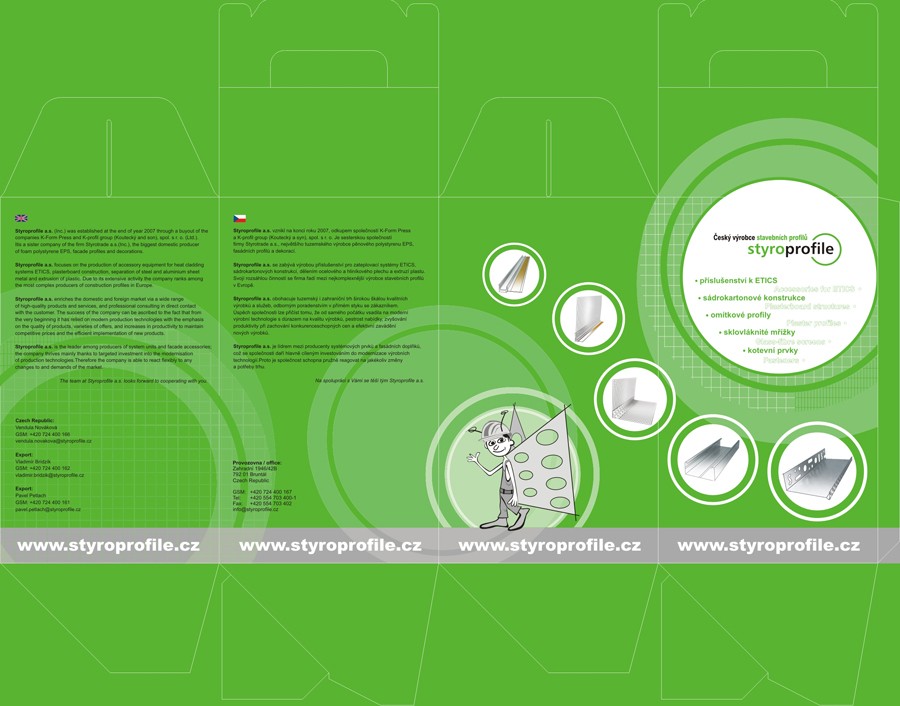 Styroprofile a.s. (Inc.) was established at the end of year 2007 through a buyout of the
companies K-Form Press and K-profil group (Koutecký and son), spol. s r. o. (Ltd.).
Its a sister company of the firm Styrotrade a.s.(Inc.), the biggest domestic producer
of foam polystyrene EPS, facade profiles and decorations.
Styroprofile a.s. focuses on the production of accessory equipment for heat cladding
systems ETICS, plasterboard construction, separation of steel and aluminum sheet
metal and extrusion of plastic. Due to its extensive activity the company ranks among
the most complex producers of construction profiles in Europe.
Styroprofile a.s. enriches the domestic and foreign market via a wide range
of high-quality products and services, and professional consulting in direct contact
with the customer. The success of the company can be ascribed to the fact that from
the very beginning it has relied on modern production technologies with the emphasis
on the quality of products, varieties of offers, and increases in productivity to maintain
competitive prices and the efficient implementation of new products.
Styroprofile a.s. is the leader among producers of system units and facade accessories;
the company thrives mainly thanks to targeted investment into the modernisation
of production technologies.Therefore the company is able to react flexibly to any
changes to and demands of the market.
The team at Styroprofile a.s. looks forward to cooperating with you.
Czech Republic:
Vendula Nováková
GSM: +420 724 400 166
vendula.novakova@styroprofile.cz
Export:
Vladimír Bridzik
GSM: +420 724 400 162
vladimir.bridzik@styroprofile.cz
Export:
Pavel Peltach
GSM: +420 724 400 161
pavel.peltach@styroprofile.cz
www.styroprofile.cz
Styroprofile a.s. vznikl na konci roku 2007, odkupem společností K-Form Press
a K-profil group (Koutecký a syn), spol. s r. o. Je sesterskou společností
firmy Styrotrade a.s., největšího tuzemského výrobce pěnového polystyrenu EPS,
fasádních profilů a dekorací.
Styroprofile a.s. se zabývá výrobou příslušenství pro zateplovací systémy ETICS,
sádrokartonových konstrukcí, dělením ocelového a hliníkového plechu a extruzí plastu.
Svojí rozsáhlou činností se firma řadí mezi nejkomplexnější výrobce stavebních profilů
v Evropě.
Styroprofile a.s. obohacuje tuzemský i zahraniční trh širokou škálou kvalitních
výrobků a služeb, odborným poradenstvím v přímém styku se zákazníkem.
Úspěch společnosti lze přičíst tomu, že od samého počátku vsadila na moderní
výrobní technologie s důrazem na kvalitu výrobků, pestrost nabídky, zvyšování
produktivity při zachování konkurenceschopných cen a efektivní zavádění
nových výrobků.
Styroprofile a.s. je lídrem mezi producenty systémových prvků a fasádních doplňků,
což se společnosti daří hlavně cíleným investováním do modernizace výrobních
technologií.Proto je společnost schopna pružně reagovat na jakékoliv změny
a potřeby trhu.
Na spolupráci s Vámi se těší tým Styroprofile a.s.
Provozovna / office:
Zahradní 1946/42B
792 01 Bruntál
Czech Republic
GSM: +420 724 400 167
Tel: +420 554 703 400-1
Fax: +420 554 703 402
info@styroprofile.cz
www.styroprofile.cz
www.styroprofile.cz
Český výrobce stavebních profilů
styroprofile
• příslušenství k ETICS
Accessories for ETICS •
• sádrokartonové konstrukce
Plasterboard structures •
• omítkové profily
Plaster profiles •
• sklovláknité mřížky
Glass-fibre screens •
• kotevní prvky
Fasteners •
www.styroprofile.cz